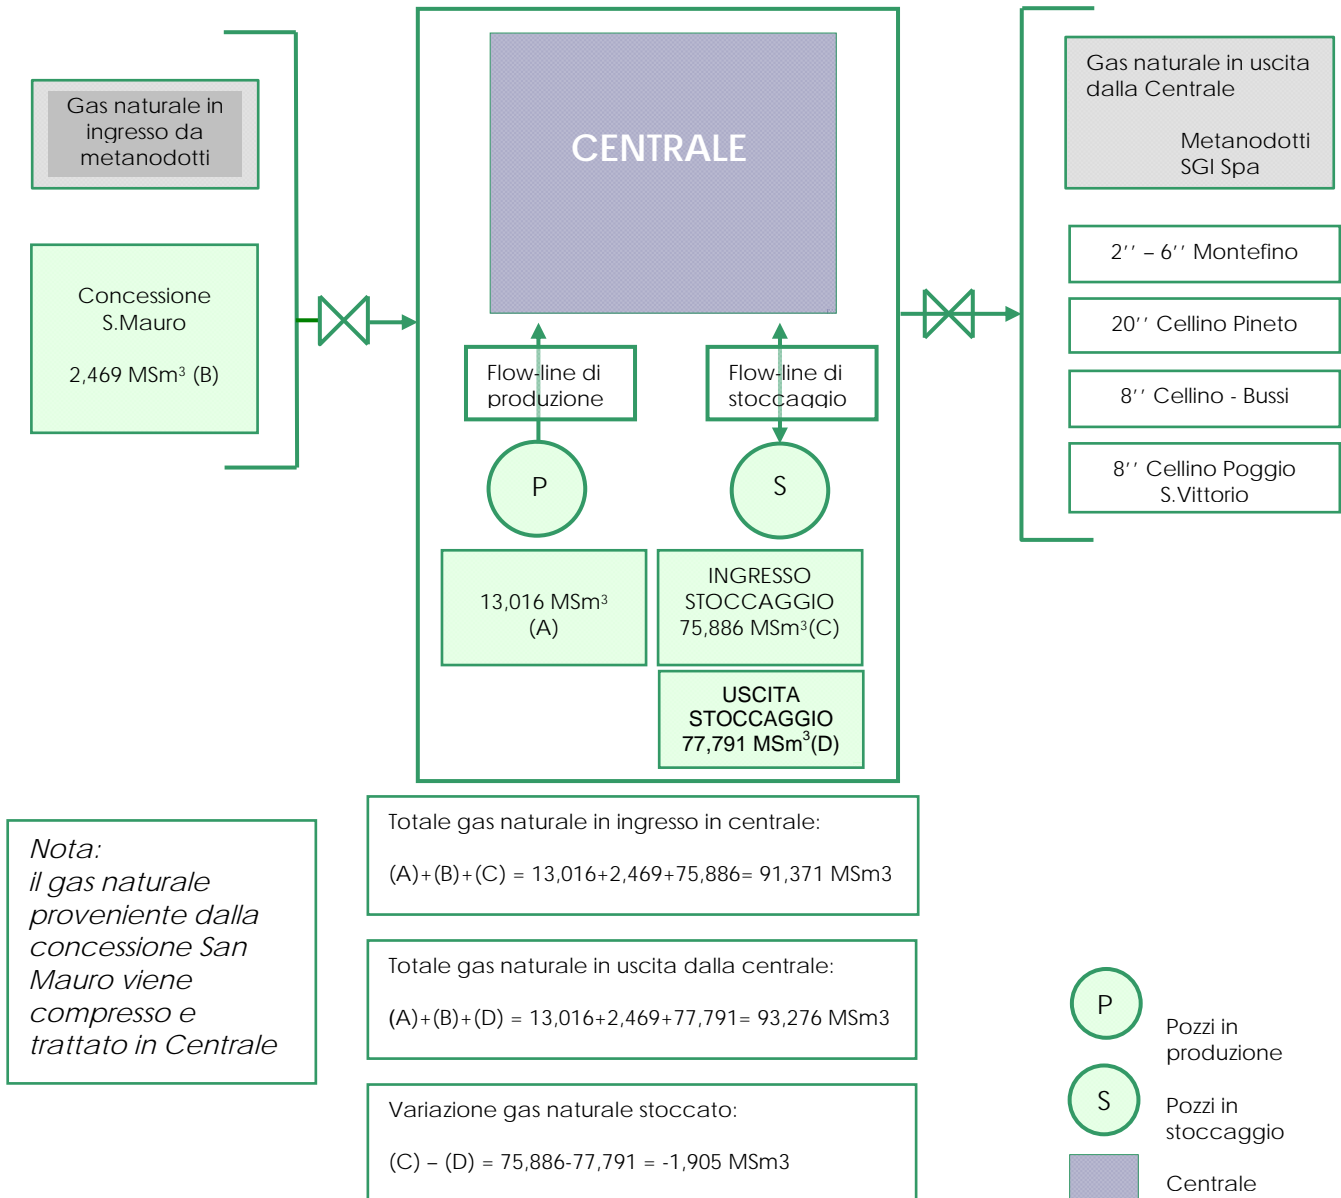 Gas naturale in
ingresso da
metanodotti
Concessione
S.Mauro
2,469 MSm³ (B)
CENTRALE
Flow-line di
produzione
Flow-line di
stoccaggio
P
S
13,016 MSm³
(A)
INGRESSO
STOCCAGGIO
75,886 MSm³(C)
USCITA
STOCCAGGIO
77,791 MSm³(D)
Gas naturale in uscita
dalla Centrale
Metanodotti
SGI Spa
2’’ – 6’’ Montefino
20’’ Cellino Pineto
8’’ Cellino - Bussi
8’’ Cellino Poggio
S.Vittorio
Nota:
il gas naturale
proveniente dalla
concessione San
Mauro viene
compresso e
trattato in Centrale
Totale gas naturale in ingresso in centrale:
(A)+(B)+(C) = 13,016+2,469+75,886= 91,371 MSm3
Totale gas naturale in uscita dalla centrale:
(A)+(B)+(D) = 13,016+2,469+77,791= 93,276 MSm3
Variazione gas naturale stoccato:
(C) – (D) = 75,886-77,791 = -1,905 MSm3
P
Pozzi in
produzione
S
Pozzi in
stoccaggio
Centrale